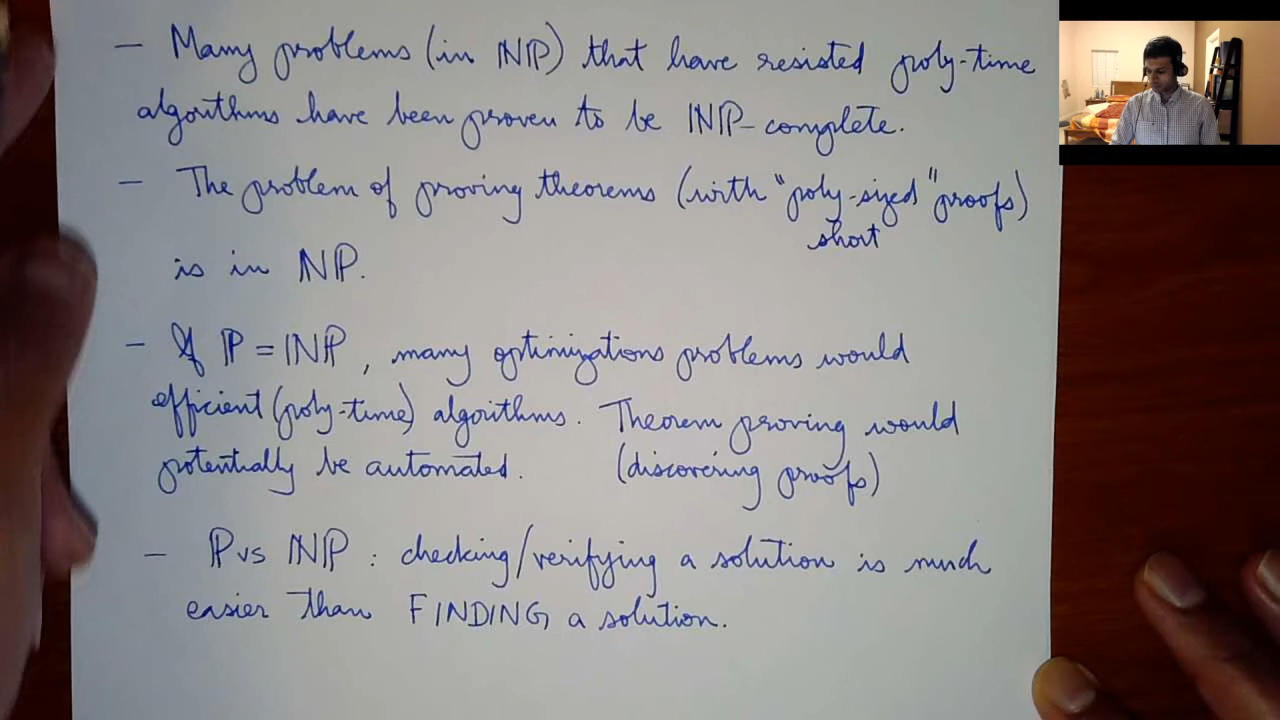 - Many problems (in NP) that have resisted poly-time
algorithms have been proven to be NP-complete.
- The problem of proving theorems (with "poly-sized" proofs)
short
is in NP.
- If P = NP, many optimizations problems would
efficient (poly-time) algorithms. Theorem proving would
potentially be automated. (discovering proofs)
- P vs NP : checking/verifying a solution is much
easier than FINDING a solution.